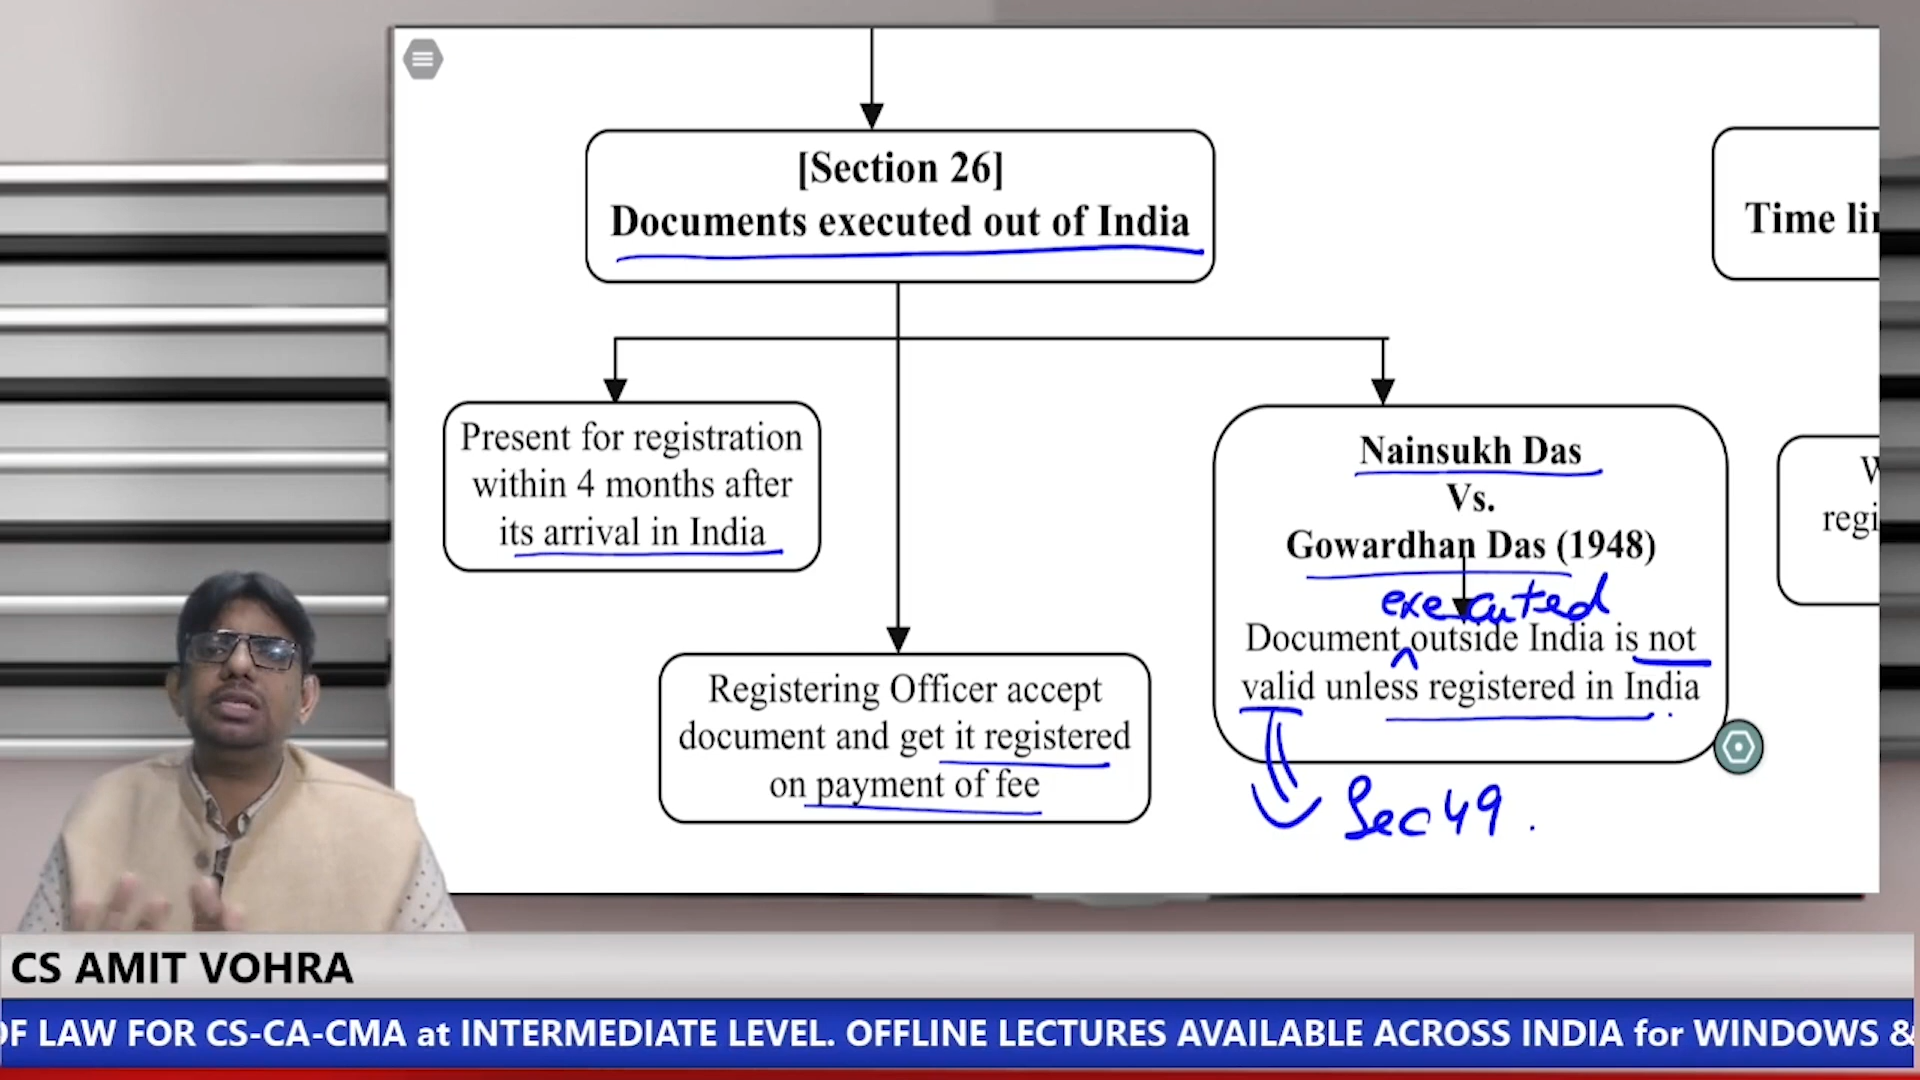 [Section 26]
Documents executed out of India
Time li
Present for registration
within 4 months after
its arrival in India
Nainsukh Das
Vs.
Gowardhan Das (1948)
executed
Document outside India is not
valid unless registered in India
regi
Registering Officer accept
document and get it registered
on payment of fee
Sec 49.
CS AMIT VOHRA
OF LAW FOR CS-CA-CMA at INTERMEDIATE LEVEL. OFFLINE LECTURES AVAILABLE ACROSS INDIA for WINDOWS &